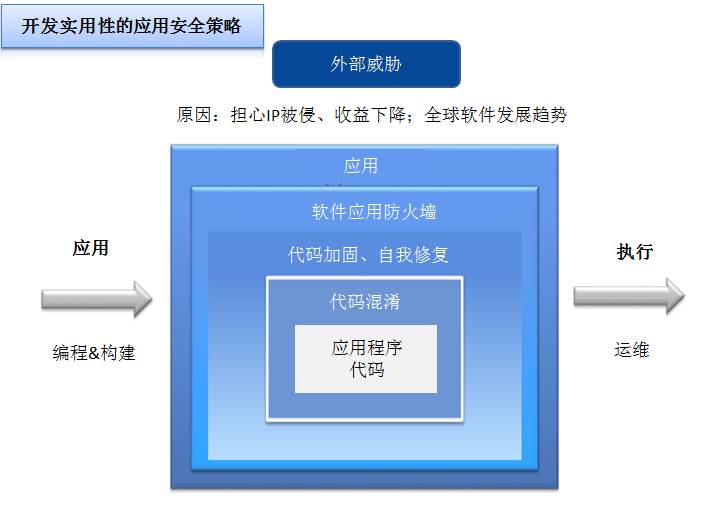 开发实用性的应用安全策略
外部威胁
原因：担心IP被侵、收益下降；全球软件发展趋势
应用
软件应用防火墙
代码加固、自我修复
代码混淆
应用程序
代码
应用
编程&构建
执行
运维